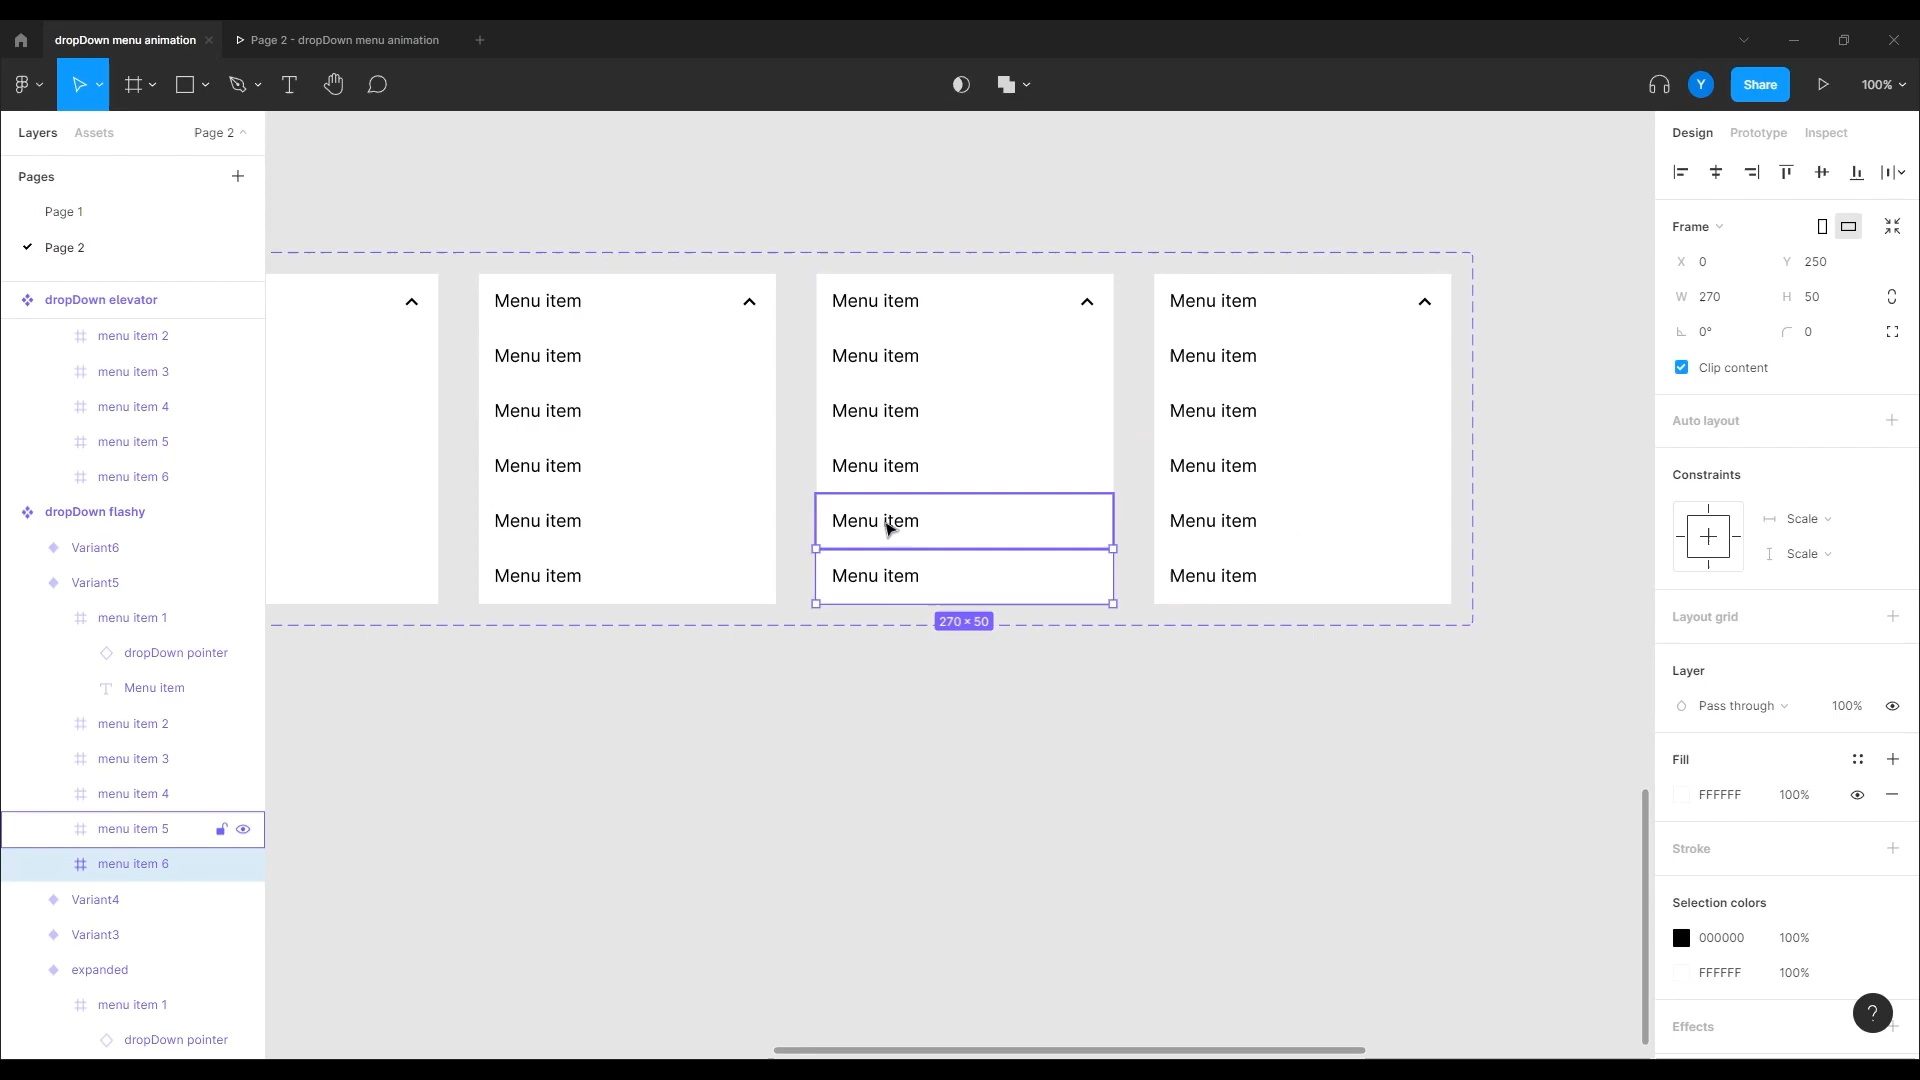 dropDown menu animation
Page 2 - dropDown menu animation
Y
Share
100%
Layers
Assets
Page 2
Pages
Page 1
Page 2
dropDown elevator
menu item 2
menu item 3
menu item 4
menu item 5
menu item 6
dropDown flashy
Variant6
Variant5
menu item 1
dropDown pointer
Menu item
menu item 2
menu item 3
menu item 4
menu item 5
menu item 6
Variant4
Variant3
expanded
menu item 1
dropDown pointer
Menu item
Menu item
Menu item
Menu item
Menu item
Menu item
Menu item
Menu item
Menu item
Menu item
Menu item
Menu item
270 × 50
Menu item
Menu item
Menu item
Menu item
Menu item
Menu item
Design
Prototype
Inspect
Frame
X 0
Y 250
W 270
H 50
0°
0
Clip content
Auto layout
Constraints
Scale
Scale
Layout grid
Layer
Pass through
100%
Fill
FFFFFF
100%
Stroke
Selection colors
000000
100%
FFFFFF
100%
Effects
?